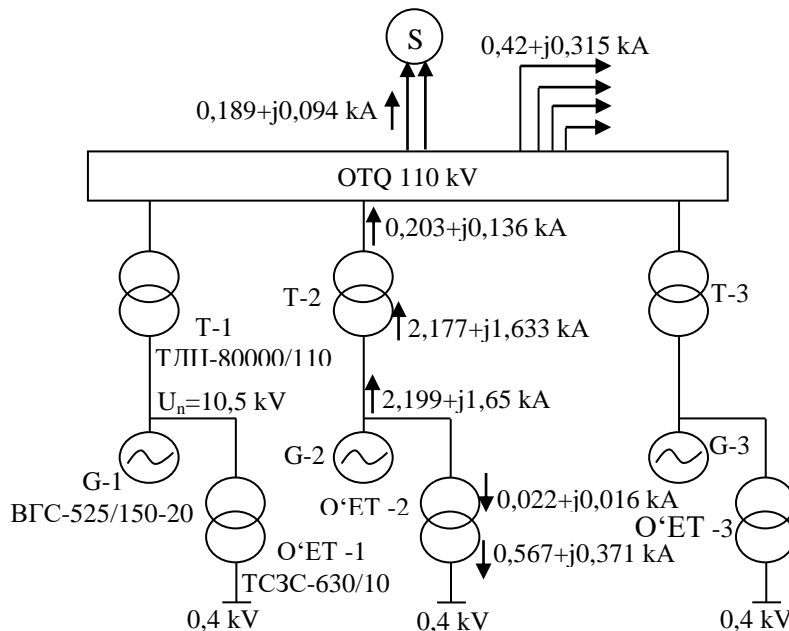 S
0,42+j0,315 kA
0,189+j0,094 kA
OTQ 110 kV
0,203+j0,136 kA
T-1
T-2
T-3
ТДЦ-80000/110
2,177+j1,633 kA
Un=10,5 kV
2,199+j1,65 kA
G-1
G-2
G-3
ВГС-525/150-20
O‘ET -2
0,022+j0,016 kA
O‘ET -3
O‘ET -1
0,567+j0,371 kA
ТСЗС-630/10
0,4 kV
0,4 kV
0,4 kV